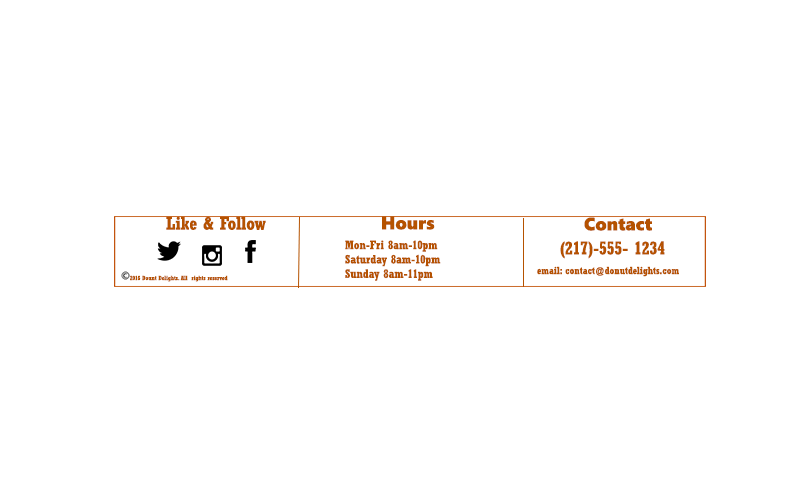 Like & Follow
©2016 Donut Delights. All rights reserved
Hours
Mon-Fri 8am-10pm
Saturday 8am-10pm
Sunday 8am-11pm
Contact
(217)-555- 1234
email: contact@donutdelights.com